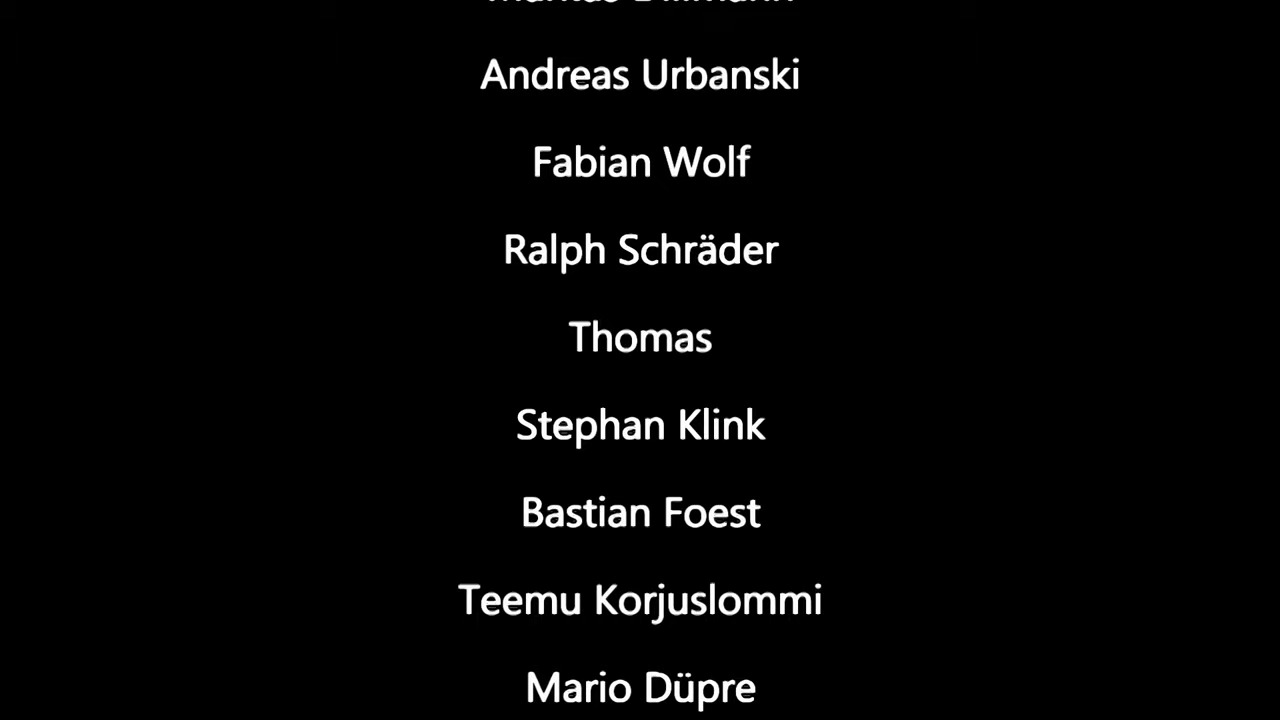 Andreas Urbanski
Fabian Wolf
Ralph Schräder
Thomas
Stephan Klink
Bastian Foest
Teemu Korjuslommi
Mario Düpre